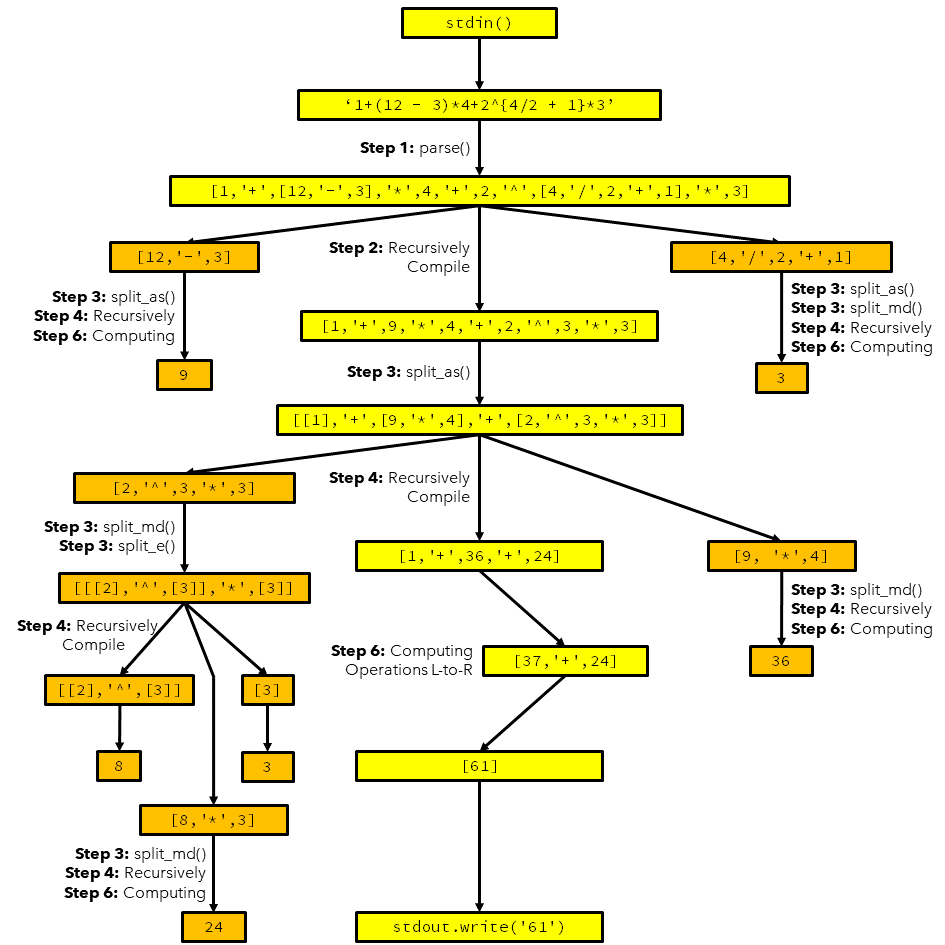 stdin()
‘1+(12 - 3)*4+2^{4/2 + 1}*3’
Step 1: parse()
[1,'+',[12,'-',3],'*',4,'+',2,'^',[4,'/',2,'+',1],'*',3]
[12,'-',3]
Step 2: Recursively
Compile
[4,'/',2,'+',1]
Step 3: split_as()
Step 4: Recursively
Step 6: Computing
[1,'+',9,'*',4,'+',2,'^',3,'*',3]
Step 3: split_as()
Step 3: split_md()
Step 4: Recursively
Step 6: Computing
9
Step 3: split_as()
3
[[1],'+',[9,'*',4],'+',[2,'^',3,'*',3]]
[2,'^',3,'*',3]
Step 4: Recursively
Compile
Step 3: split_md()
Step 3: split_e()
[1,'+',36,'+',24]
[9, '*',4]
[[[2],'^',[3]],'*',[3]]
Step 3: split_md()
Step 4: Recursively
Step 6: Computing
Step 4: Recursively
Compile
Step 6: Computing
Operations L-to-R
[37,'+',24]
36
[[2],'^',[3]]
[3]
8
3
[61]
[8,'*',3]
Step 3: split_md()
Step 4: Recursively
Step 6: Computing
24
stdout.write('61')